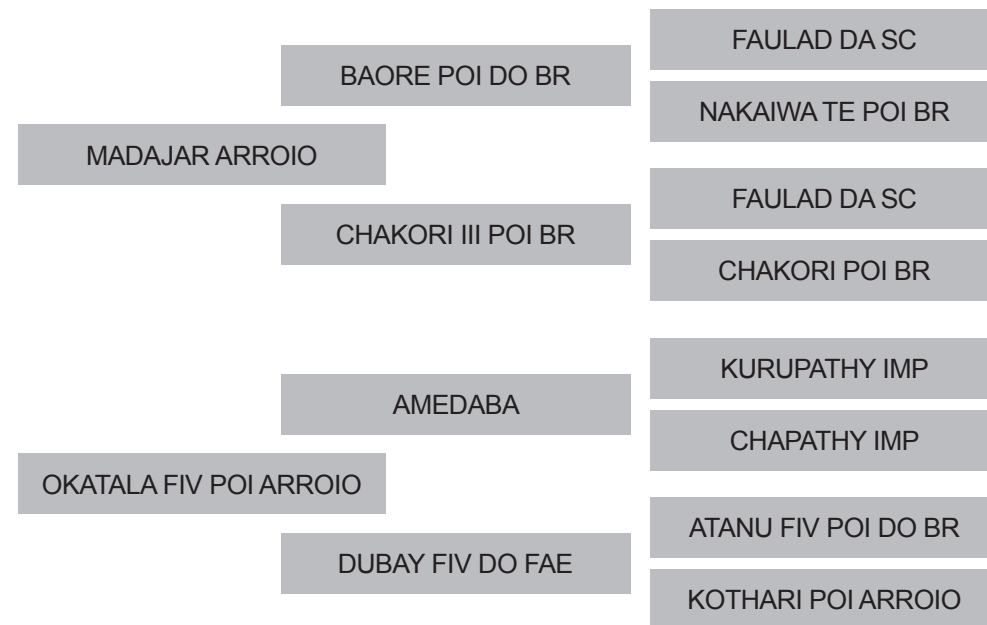 FAULAD DA SC
BAORE POI DO BR
NAKAIWA TE POI BR
MADAJAR ARROIO
FAULAD DA SC
CHAKORI III POI BR
CHAKORI POI BR
KURUPATHY IMP
AMEDABA
CHAPATHY IMP
OKATALA FIV POI ARROIO
ATANU FIV POI DO BR
DUBAY FIV DO FAE
KOTHARI POI ARROIO